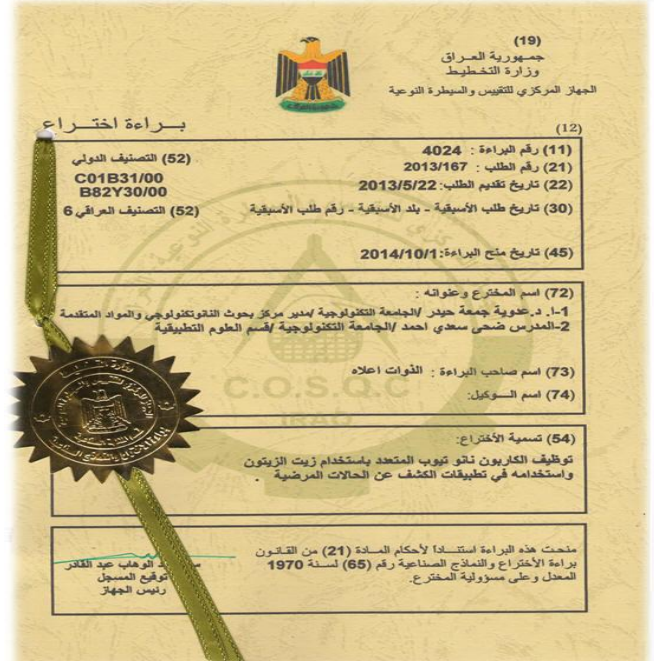 (19)
جمهورية العراق
وزارة التخطيط
الجهاز المركزي للتقييس والسيطرة النوعية
براءة اختراع
(12)
(11) رقم البراءة : 4024
(21) رقم الطلب : 2013/167
(22) تاريخ تقديم الطلب: 2013/5/22
(30) تاريخ طلب الأسبقية - بلد الأسبقية - رقم طلب الأسبقية
(45) تاريخ منح البراءة: 2014/10/1
(52) التصنيف الدولي
C01B31/00
B82Y30/00
(52) التصنيف العراقي 6
(72) اسم المخترع وعنوانه :
1-ا. د.عدوية جمعة حيدر /الجامعة التكنولوجية /مدير مركز بحوث النانوتكنولوجي والمواد المتقدمة
2-المدرس ضحى سعدي احمد /الجامعة التكنولوجية /قسم العلوم التطبيقية
(73) اسم صاحب البراءة : الذوات اعلاه
(74) اسم الوكيل:
C.O.S.Q.C
IRAQ
(54) تسمية الأختراع:
توظيف الكاربون نانو تيوب المتعدد باستخدام زيت الزيتون
واستخدامه في تطبيقات الكشف عن الحالات المرضية .
منحت هذه البراءة استناداً لأحكام المادة (21) من القانون
براءة الأختراع والنماذج الصناعية رقم (65) لسنة 1970
المعدل وعلى مسؤولية المخترع.
الوهاب عبد القادر
توقيع المسجل
رئيس الجهاز